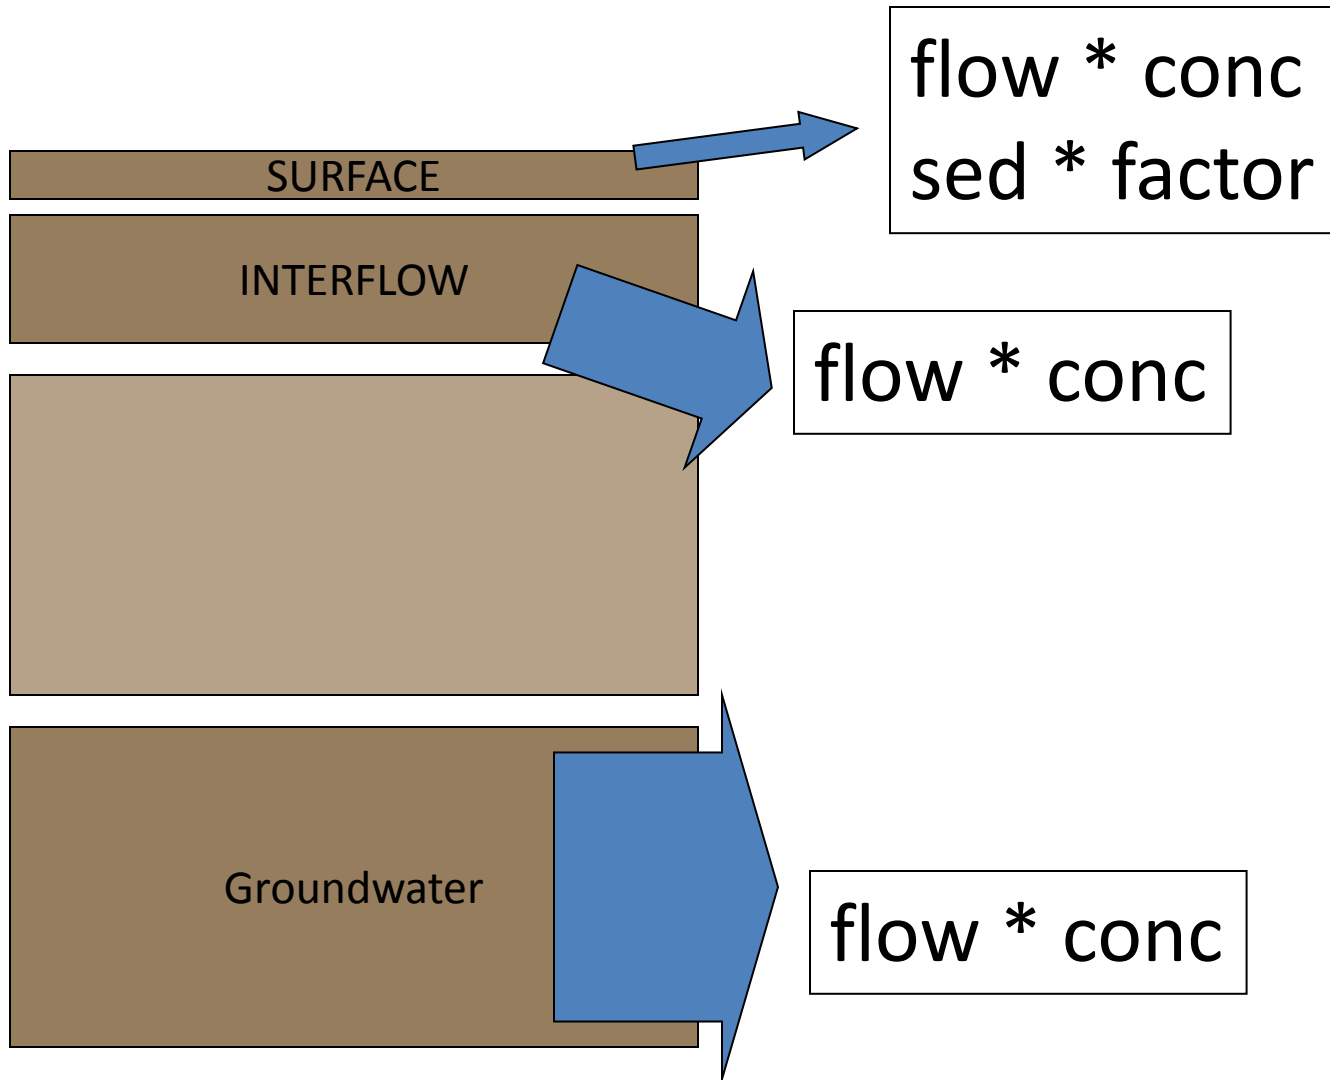 flow * conc
sed * factor
SURFACE
INTERFLOW
flow * conc
Groundwater
flow * conc